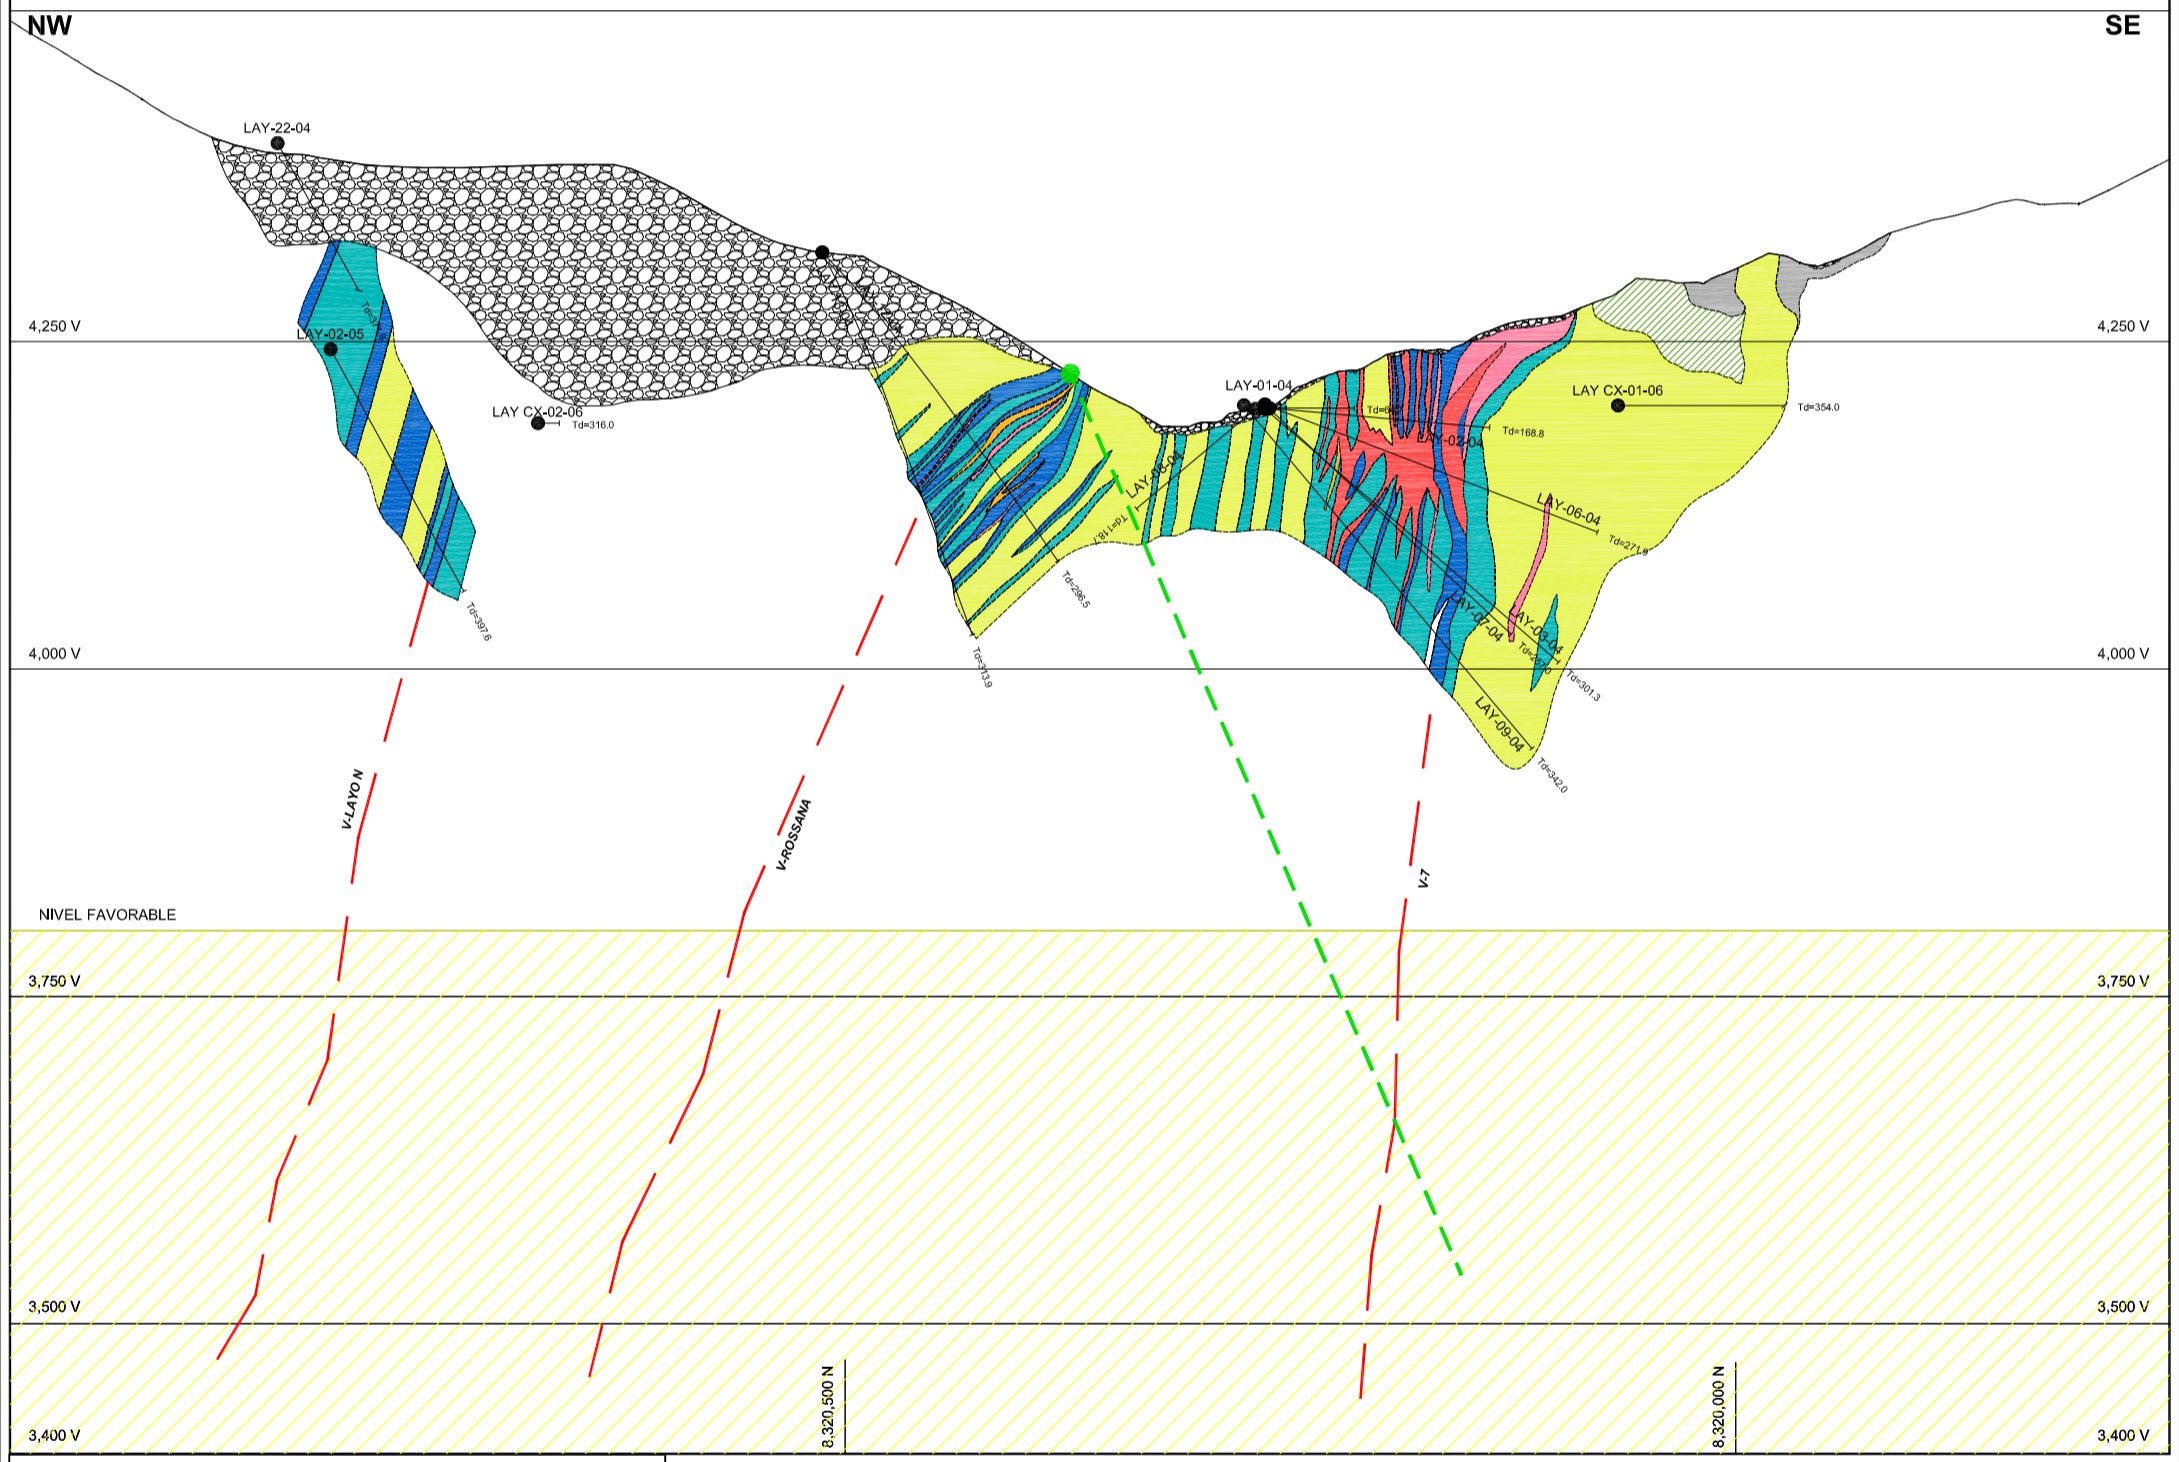 NW
SE
LAY-22-04
4,250 V
4,250 V
LAY-02-05
LAY-01-04
LAY CX-01-06
Td=354.0
LAY CX-02-06
Td=316.0
Td=168.8
LAY-02-04
LAY-06-04
Td=271.9
Td=118.7
Td=296.5
Td=397.6
LAY-07-04
LAY-03-04
Td=301.3
4,000 V
4,000 V
Td=313.9
LAY-09-04
Td=342.0
V-LAYO N
V-ROSSANA
V-7
NIVEL FAVORABLE
3,750 V
3,750 V
3,500 V
3,500 V
8,320,500 N
8,320,000 N
3,400 V
3,400 V